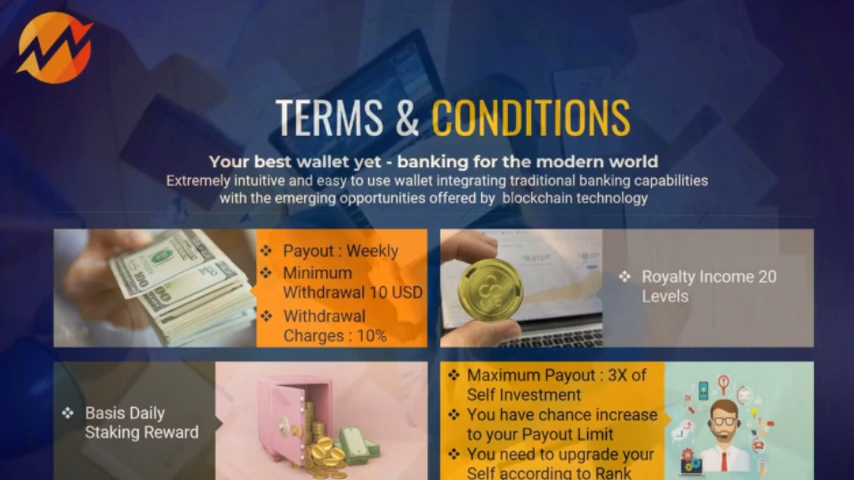 TERMS & CONDITIONS
Your best wallet yet - banking for the modern world
Extremely intuitive and easy to use wallet integrating traditional banking capabilities
with the emerging opportunities offered by blockchain technology
❖ Payout : Weekly
❖ Minimum
Withdrawal 10 USD
❖ Withdrawal
Charges : 10%
❖ Royalty Income 20
Levels
❖ Basis Daily
Staking Reward
❖ Maximum Payout : 3X of
Self Investment
❖ You have chance increase
to your Payout Limit
❖ You need to upgrade your
Self according to Rank